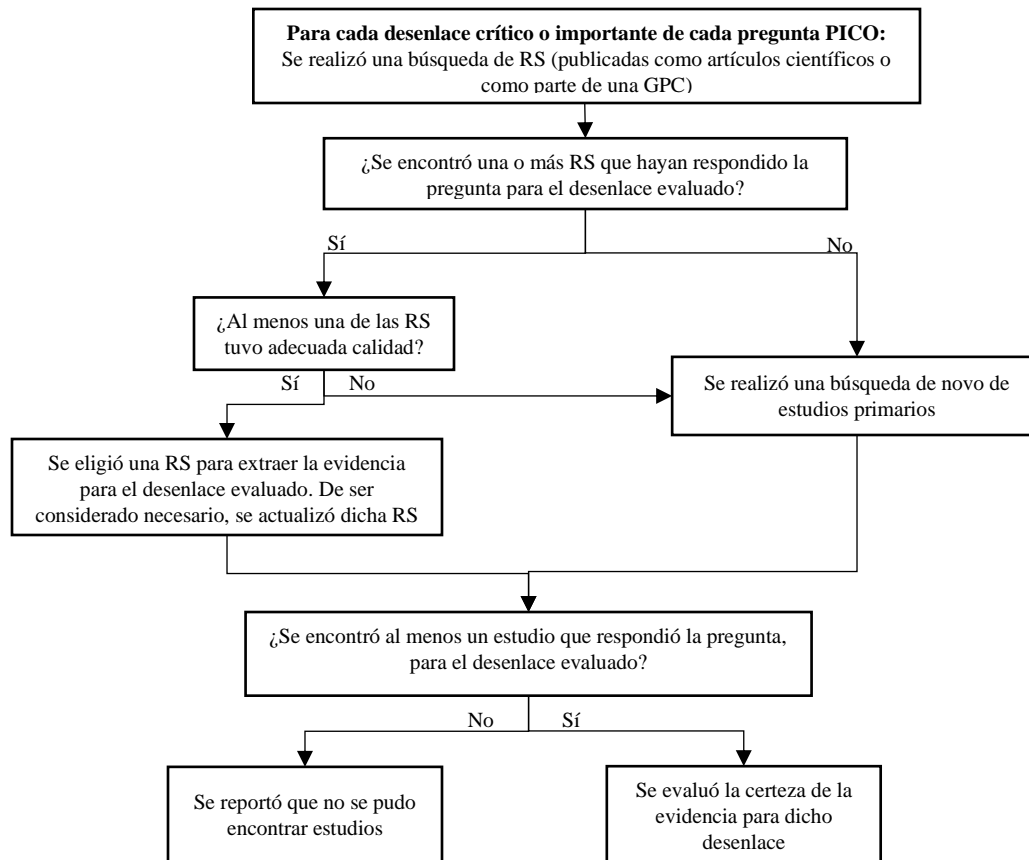 Para cada desenlace crítico o importante de cada pregunta PICO:
Se realizó una búsqueda de RS (publicadas como artículos científicos o
como parte de una GPC)
¿Se encontró una o más RS que hayan respondido la
pregunta para el desenlace evaluado?
Sí
No
¿Al menos una de las RS
tuvo adecuada calidad?
Sí
No
Se realizó una búsqueda de novo de
estudios primarios
Se eligió una RS para extraer la evidencia
para el desenlace evaluado. De ser
considerado necesario, se actualizó dicha RS
¿Se encontró al menos un estudio que respondió la pregunta,
para el desenlace evaluado?
No
Sí
Se reportó que no se pudo
encontrar estudios
Se evaluó la certeza de la
evidencia para dicho
desenlace